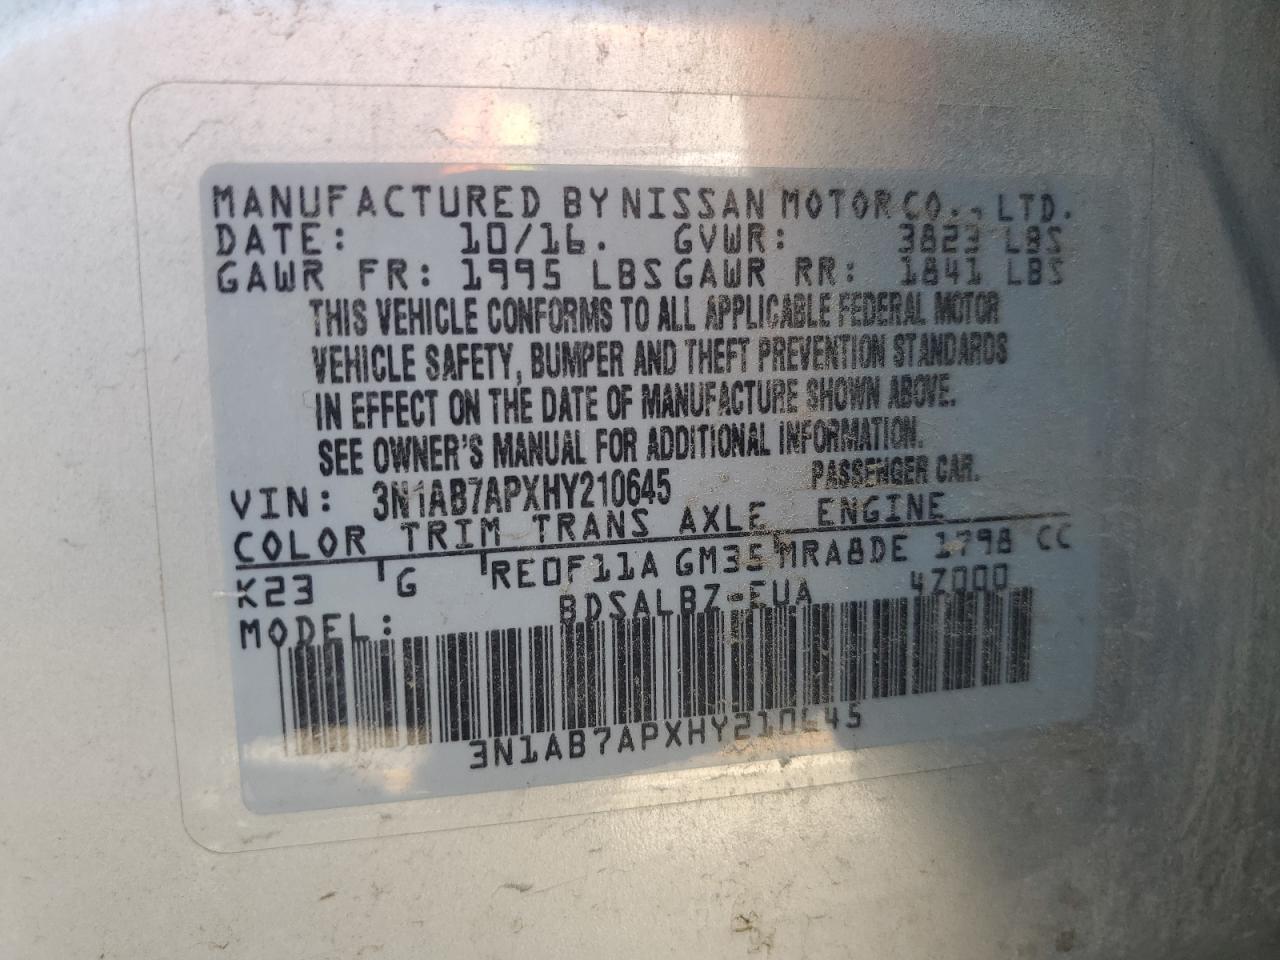 MANUFACTURED BY NISSAN MOTOR CO., LTD.
DATE: 10/16. GVWR: 3823 LBS
GAWR FR: 1995 LBS GAWR RR: 1841 LBS
THIS VEHICLE CONFORMS TO ALL APPLICABLE FEDERAL MOTOR
VEHICLE SAFETY, BUMPER AND THEFT PREVENTION STANDARDS
IN EFFECT ON THE DATE OF MANUFACTURE SHOWN ABOVE.
SEE OWNER'S MANUAL FOR ADDITIONAL INFORMATION.
VIN: 3N1AB7APXHY210645 PASSENGER CAR.
COLOR TRIM TRANS AXLE ENGINE
K23 G RE0F11A GM35 MRA8DE 1798 CC
MODEL: BDSALBZ-EUA 4Z000
3N1AB7APXHY210645